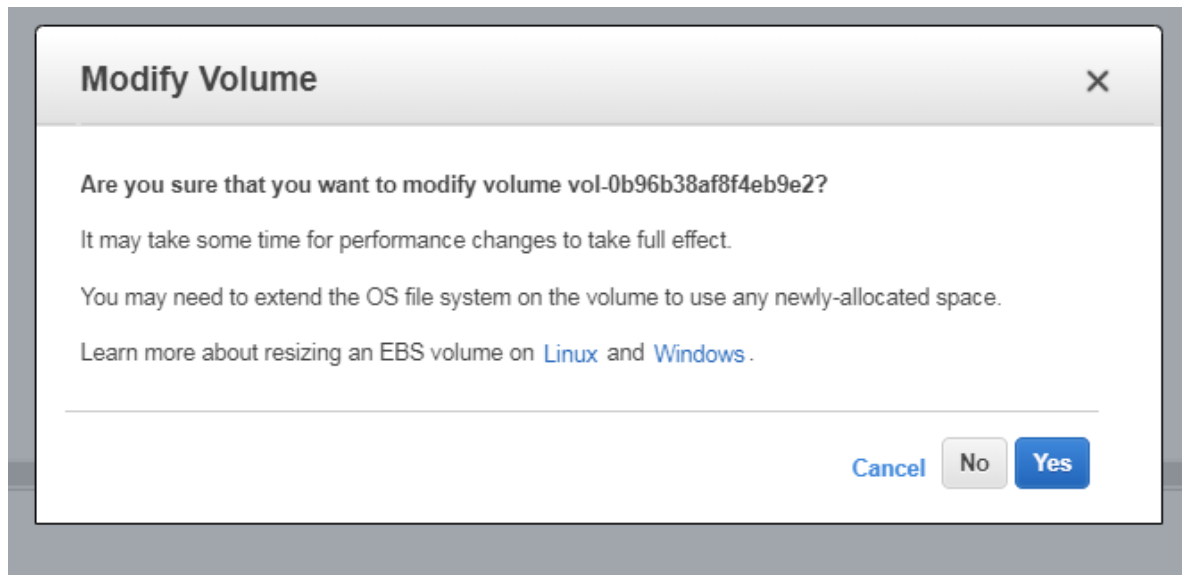 Modify Volume
Are you sure that you want to modify volume vol-0b96b38af8f4eb9e2?
It may take some time for performance changes to take full effect.
You may need to extend the OS file system on the volume to use any newly-allocated space.
Learn more about resizing an EBS volume on Linux and Windows.
Cancel No Yes